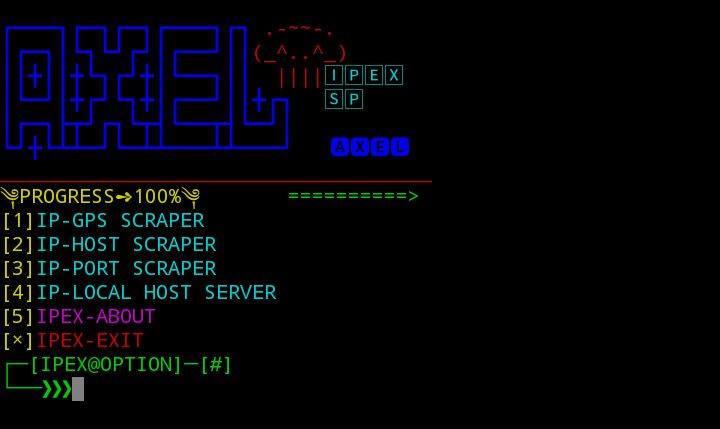 AXEL
.-~~-.
(_^..^_)
||||🄸🄿🄴🅇
🅂🄿
🅰🆇🅴🅻
༄PROGRESS➺100%༄ ==========>
[1]IP-GPS SCRAPER
[2]IP-HOST SCRAPER
[3]IP-PORT SCRAPER
[4]IP-LOCAL HOST SERVER
[5]IPEX-ABOUT
[×]IPEX-EXIT
┌─[IPEX@OPTION]─[#]
└──❯❯❯